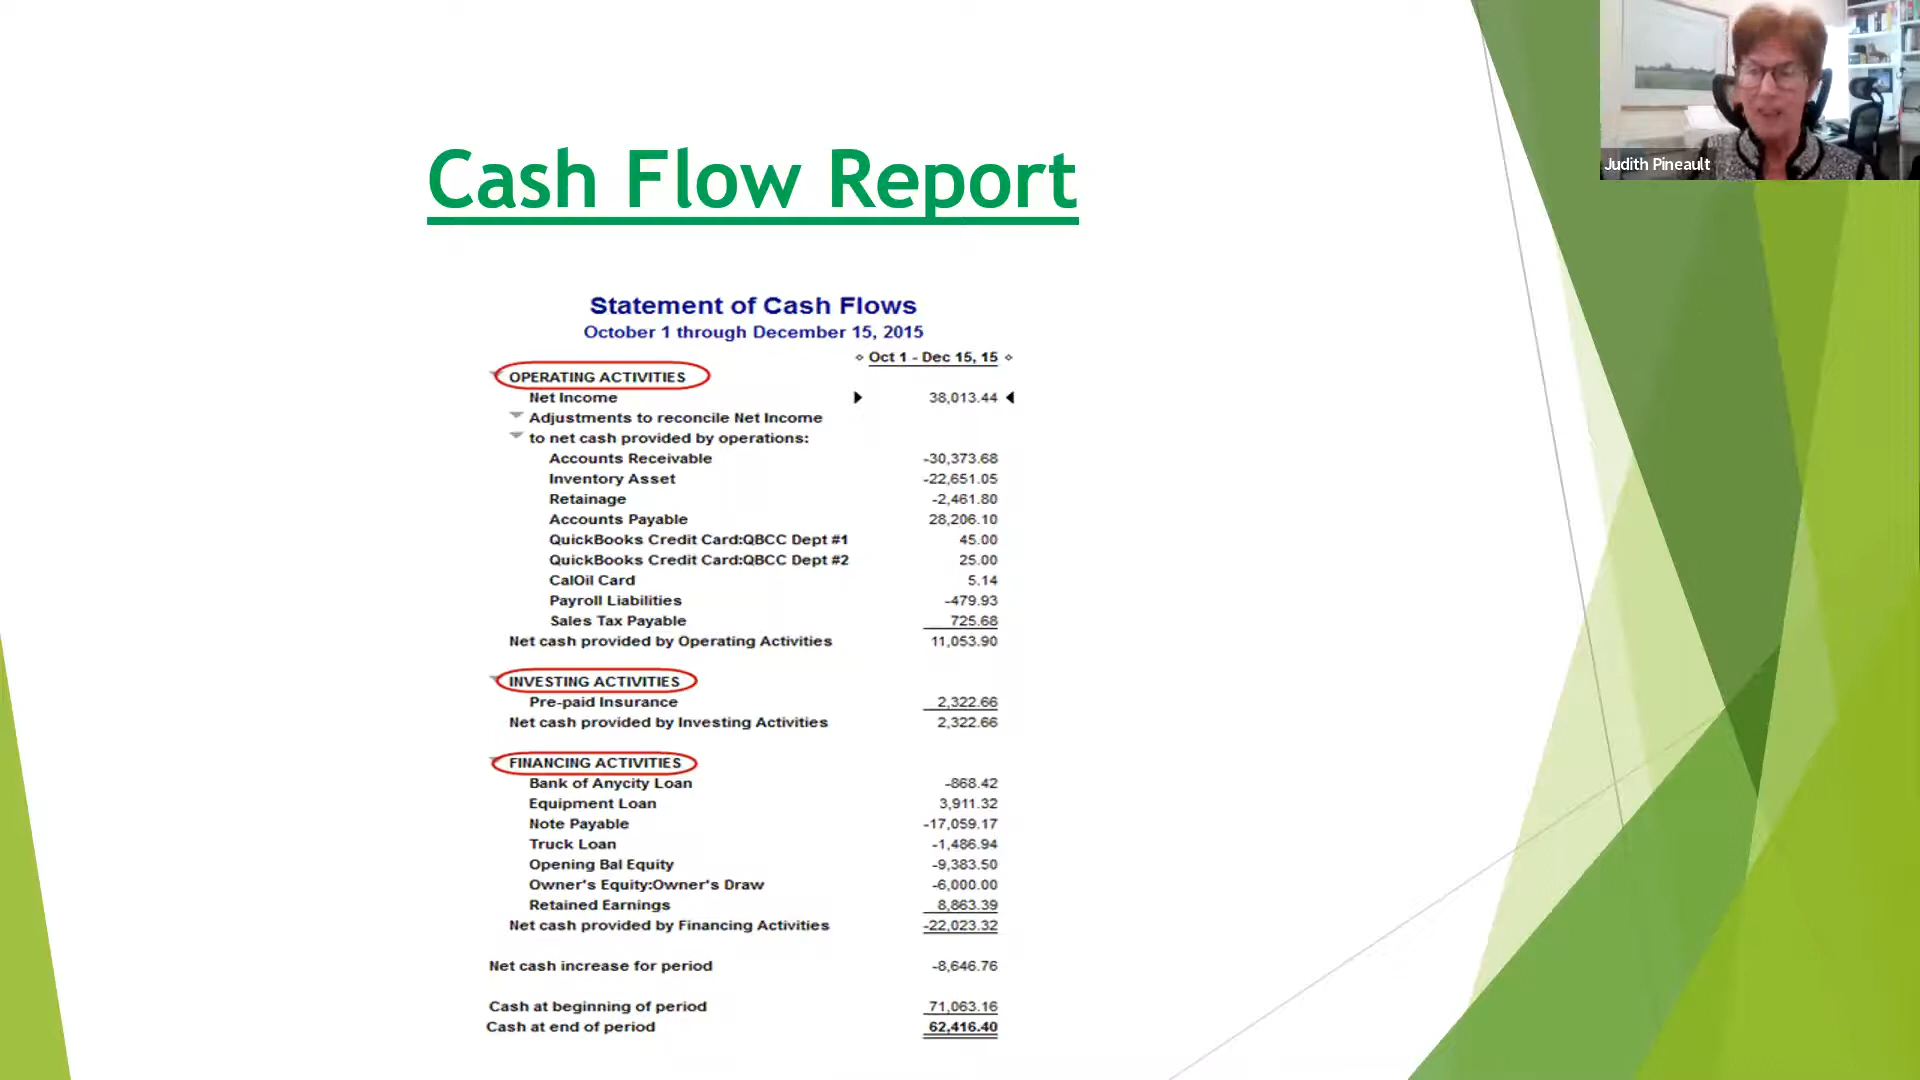 Judith Pineault
Cash Flow Report
Statement of Cash Flows
October 1 through December 15, 2015
Oct 1 - Dec 15, 15
OPERATING ACTIVITIES
Net Income 38,013.44
Adjustments to reconcile Net Income
to net cash provided by operations:
Accounts Receivable -30,373.68
Inventory Asset -22,651.05
Retainage -2,461.80
Accounts Payable 28,206.10
QuickBooks Credit Card:QBCC Dept #1 45.00
QuickBooks Credit Card:QBCC Dept #2 25.00
CalOil Card 5.14
Payroll Liabilities -479.93
Sales Tax Payable 725.68
Net cash provided by Operating Activities 11,053.90
INVESTING ACTIVITIES
Pre-paid Insurance 2,322.66
Net cash provided by Investing Activities 2,322.66
FINANCING ACTIVITIES
Bank of Anycity Loan -868.42
Equipment Loan 3,911.32
Note Payable -17,059.17
Truck Loan -1,486.94
Opening Bal Equity -9,383.50
Owner's Equity:Owner's Draw -6,000.00
Retained Earnings 8,863.39
Net cash provided by Financing Activities -22,023.32
Net cash increase for period -8,646.76
Cash at beginning of period 71,063.16
Cash at end of period 62,416.40